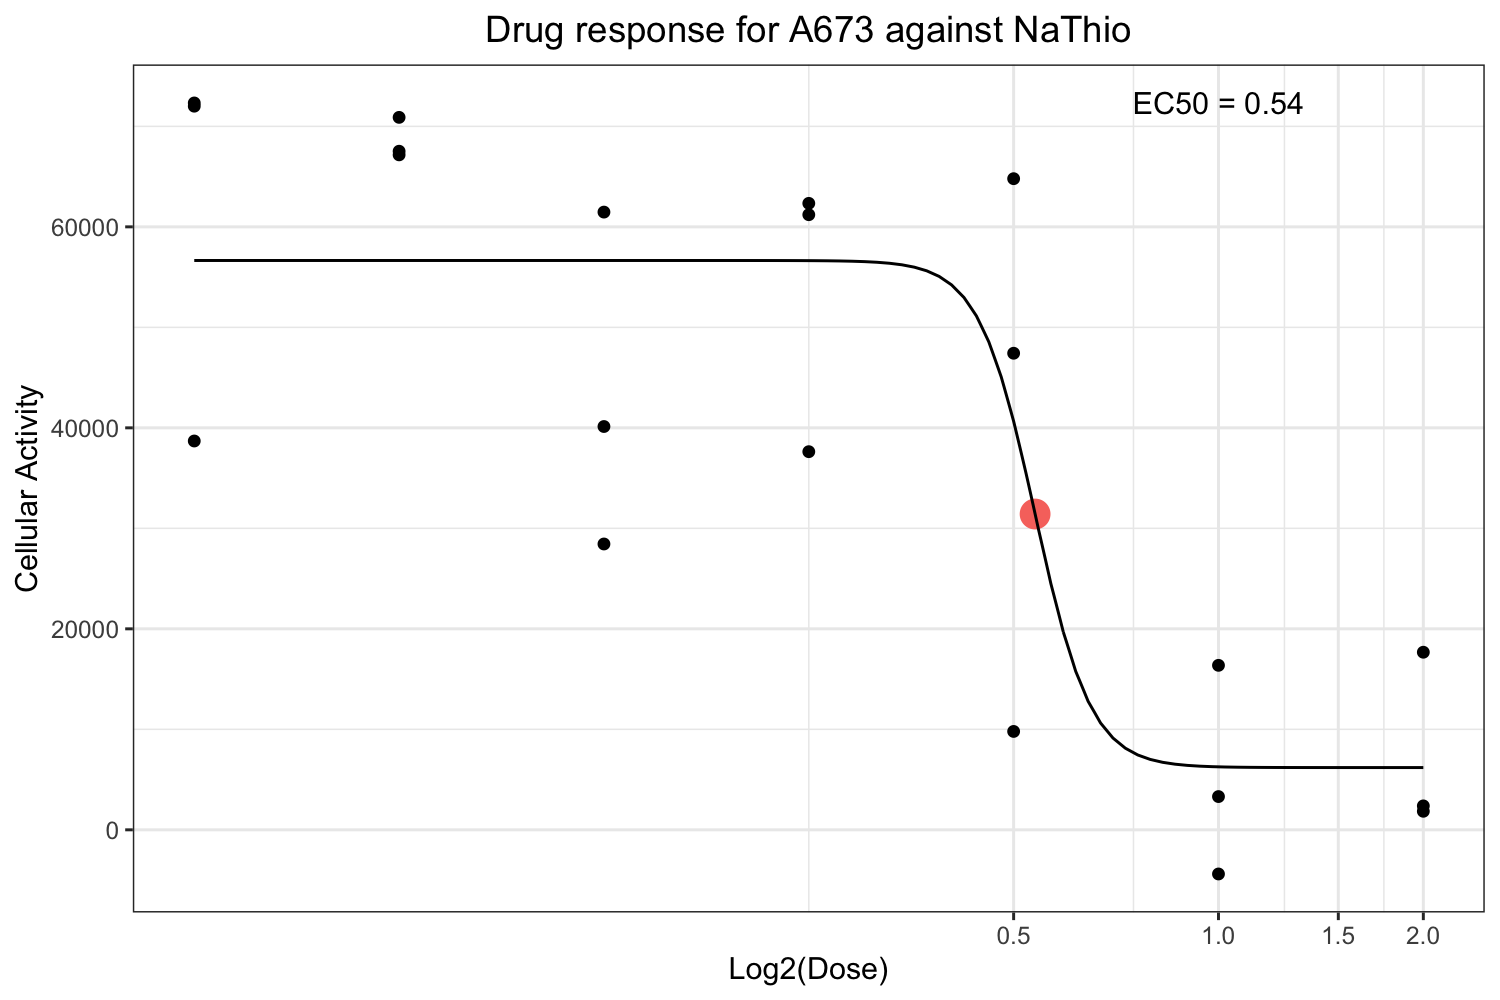 Drug response for A673 against NaThio
EC50 = 0.54
60000
40000
20000
0
Cellular Activity
0.5 1.0 1.5 2.0
Log2(Dose)